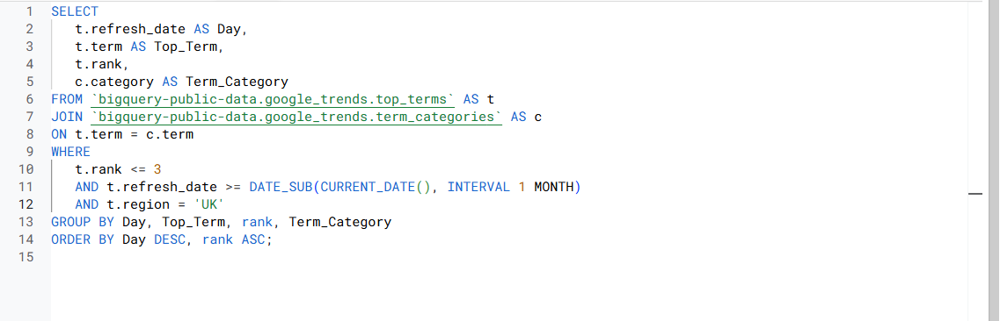 1 SELECT
2 t.refresh_date AS Day,
3 t.term AS Top_Term,
4 t.rank,
5 c.category AS Term_Category
6 FROM `bigquery-public-data.google_trends.top_terms` AS t
7 JOIN `bigquery-public-data.google_trends.term_categories` AS c
8 ON t.term = c.term
9 WHERE
10 t.rank <= 3
11 AND t.refresh_date >= DATE_SUB(CURRENT_DATE(), INTERVAL 1 MONTH)
12 AND t.region = 'UK'
13 GROUP BY Day, Top_Term, rank, Term_Category
14 ORDER BY Day DESC, rank ASC;
15